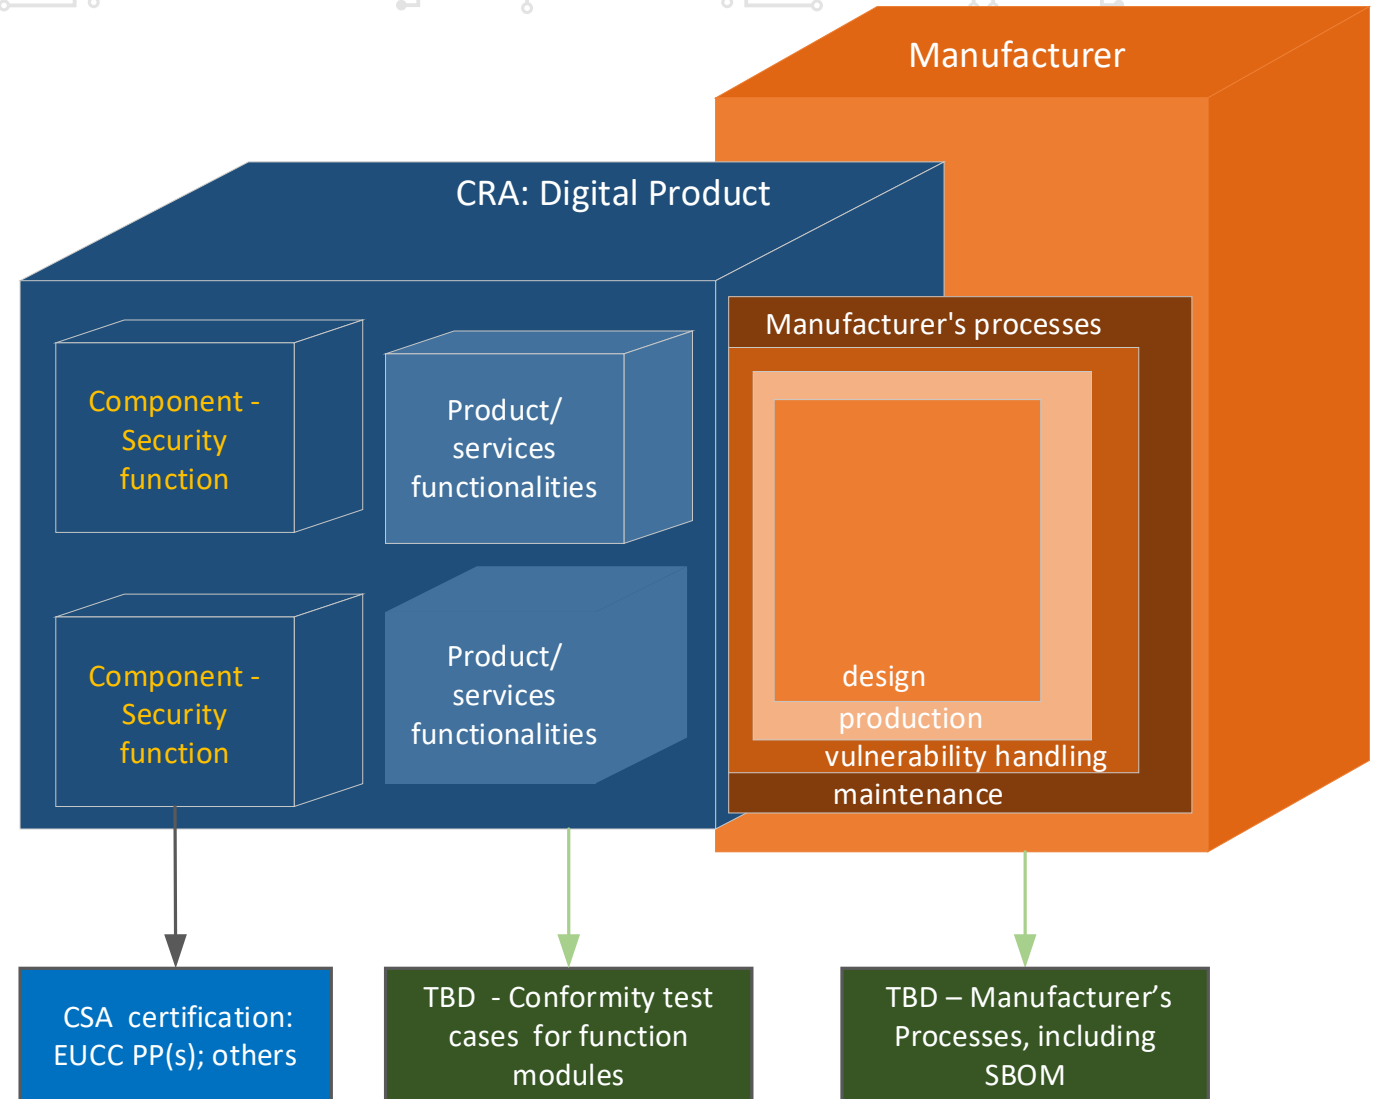 Manufacturer
CRA: Digital Product
Manufacturer's processes
Component -
Security
function
Product/
services
functionalities
Component -
Security
function
Product/
services
functionalities
design
production
vulnerability handling
maintenance
CSA certification:
EUCC PP(s); others
TBD - Conformity test
cases for function
modules
TBD – Manufacturer’s
Processes, including
SBOM